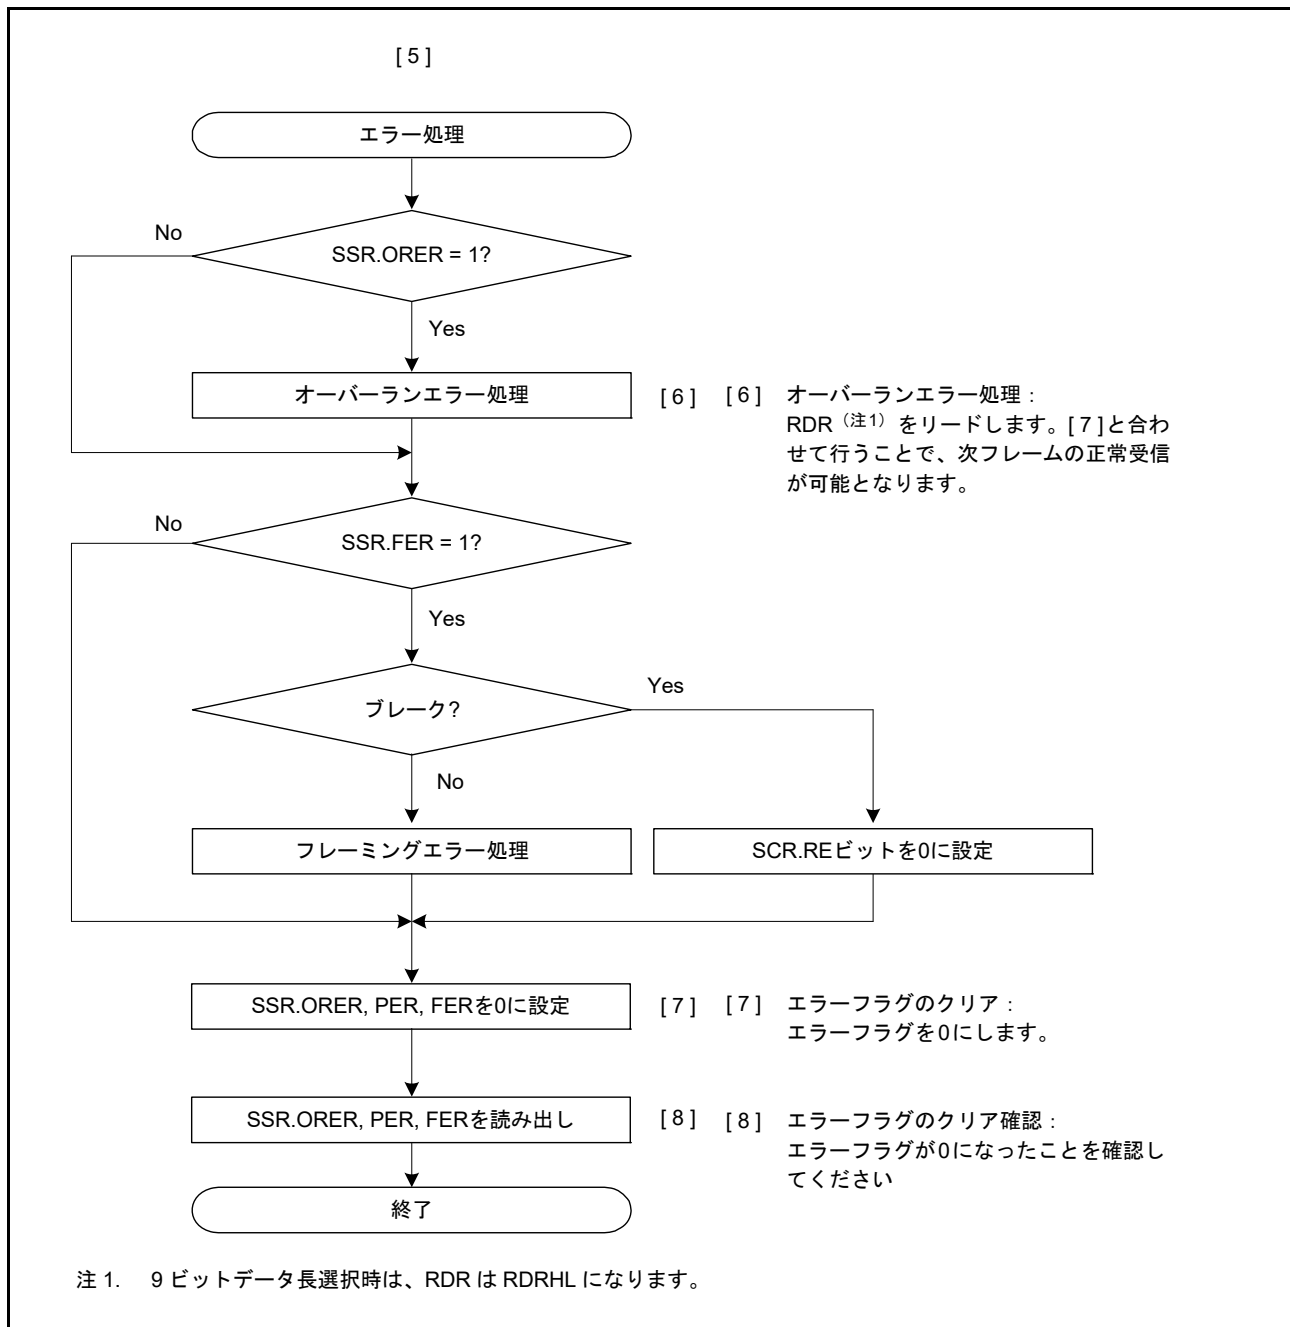 [ 5 ]
エラー処理
No
SSR.ORER = 1?
Yes
オーバーランエラー処理
[ 6 ]
[ 6 ] オーバーランエラー処理：
RDR（注1）をリードします。[ 7 ]と合わ
せて行うことで、次フレームの正常受信
が可能となります。
No
SSR.FER = 1?
Yes
ブレーク?
Yes
No
フレーミングエラー処理
SCR.REビットを0に設定
SSR.ORER, PER, FERを0に設定
[ 7 ]
[ 7 ] エラーフラグのクリア：
エラーフラグを0にします。
SSR.ORER, PER, FERを読み出し
[ 8 ]
[ 8 ] エラーフラグのクリア確認：
エラーフラグが0になったことを確認し
てください
終了
注 1. 9 ビットデータ長選択時は、RDR は RDRHL になります。